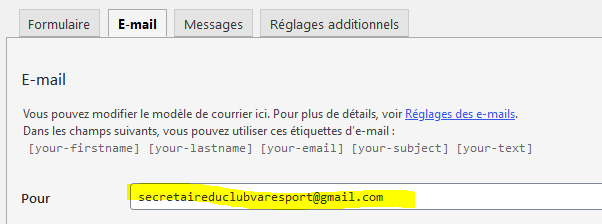 Formulaire E-mail Messages Réglages additionnels
E-mail
Vous pouvez modifier le modèle de courrier ici. Pour plus de détails, voir Réglages des e-mails.
Dans les champs suivants, vous pouvez utiliser ces étiquettes d'e-mail :
[your-firstname] [your-lastname] [your-email] [your-subject] [your-text]
Pour secretaireduclubvaresport@gmail.com